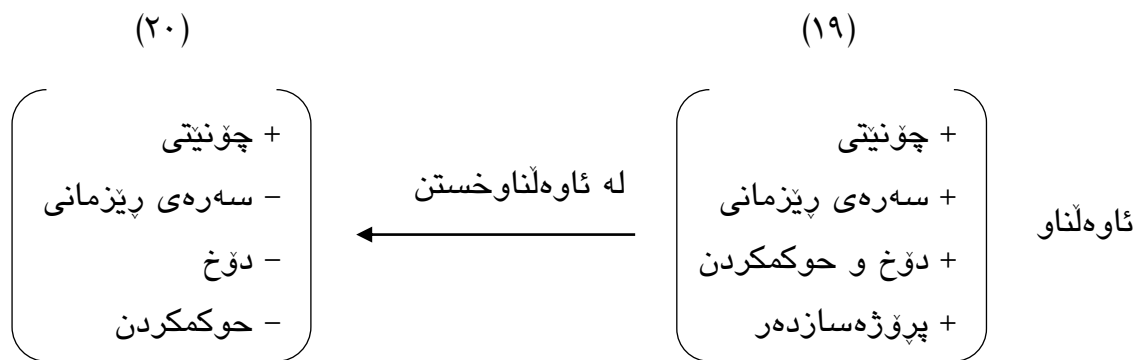 (١٩)
ئاوەڵناو
+ چۆنێتی
+ سەرەی ڕێزمانی
+ دۆخ و حوکمکردن
+ پڕۆژەسازدەر
لە ئاوەڵناوخستن
(٢٠)
+ چۆنێتی
– سەرەی ڕێزمانی
– دۆخ
– حوکمکردن